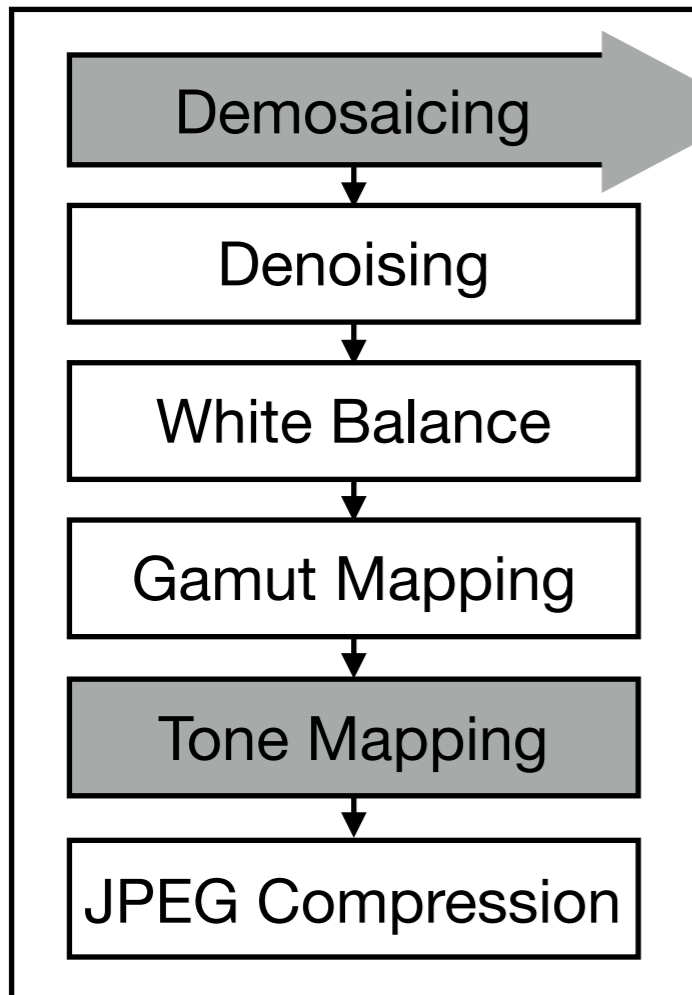 Demosaicing
Denoising
White Balance
Gamut Mapping
Tone Mapping
JPEG Compression